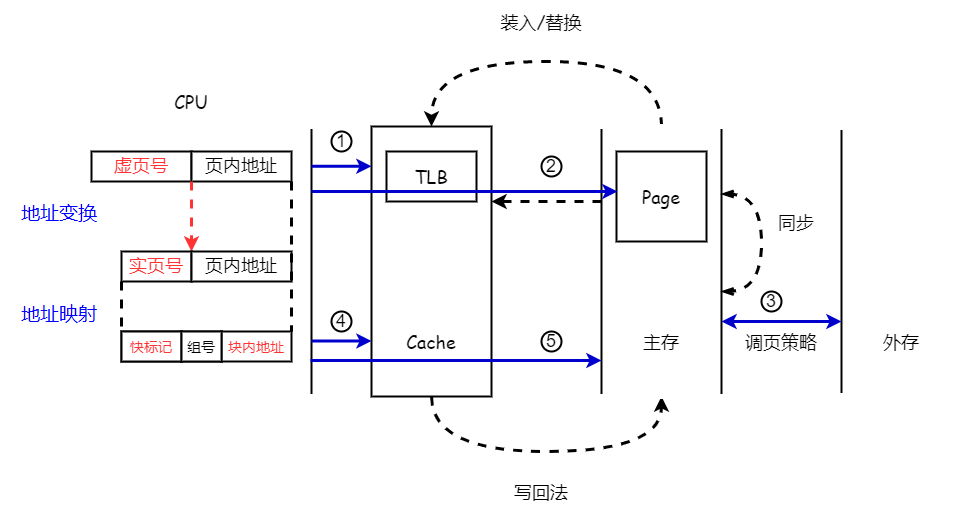 装入/替换
CPU
①
②
虚页号 页内地址
TLB
Page
地址变换
同步
实页号 页内地址
③
地址映射
④
⑤
快标记 组号 块内地址
Cache
主存
调页策略
外存
写回法